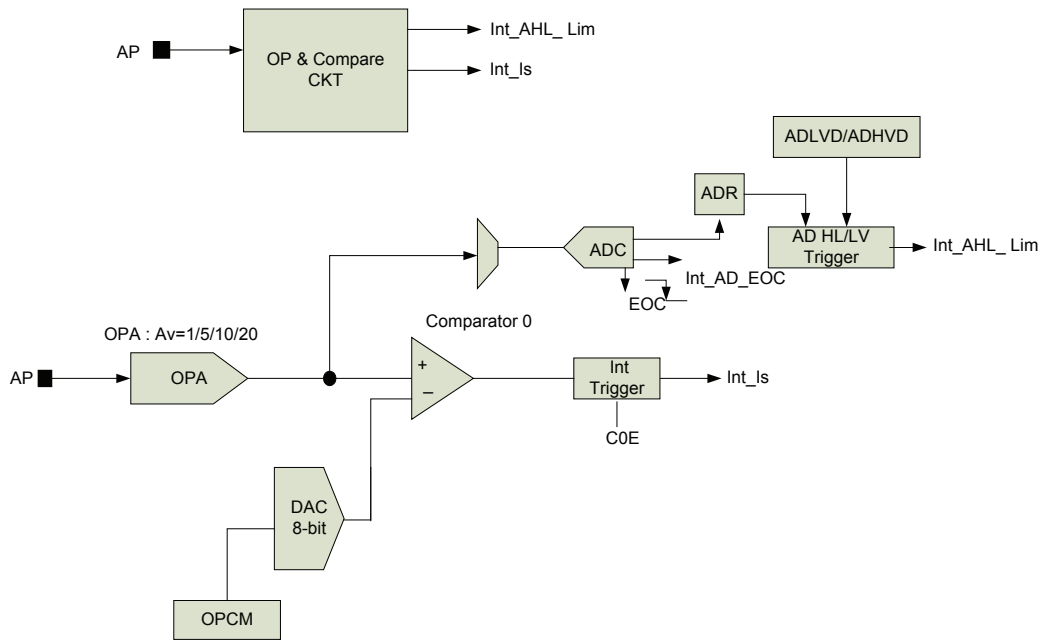 AP
OP & Compare
CKT
Int_AHL_ Lim
Int_Is
ADLVD/ADHVD
ADR
ADC
AD HL/LV
Trigger
Int_AHL_ Lim
Int_AD_EOC
EOC
Comparator 0
OPA : Av=1/5/10/20
AP
OPA
+
–
Int
Trigger
Int_Is
C0E
DAC
8-bit
OPCM